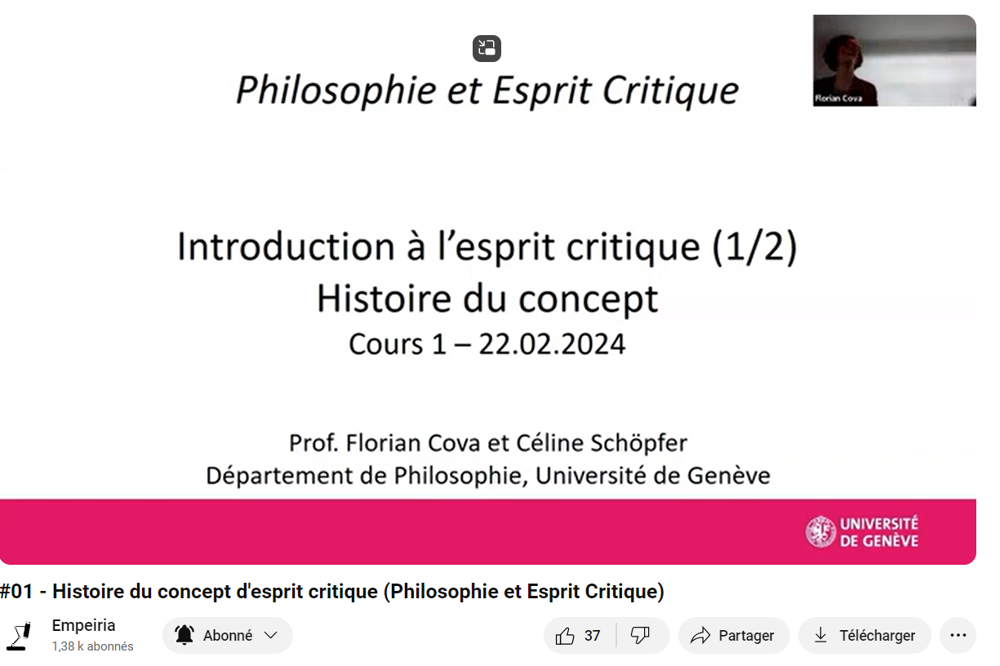 Philosophie et Esprit Critique
Florian Cova
Introduction à l’esprit critique (1/2)
Histoire du concept
Cours 1 – 22.02.2024
Prof. Florian Cova et Céline Schöpfer
Département de Philosophie, Université de Genève
UNIVERSITÉ
DE GENÈVE
#01 - Histoire du concept d'esprit critique (Philosophie et Esprit Critique)
Empeiria
1,38 k abonnés
Abonné
37
Partager
Télécharger